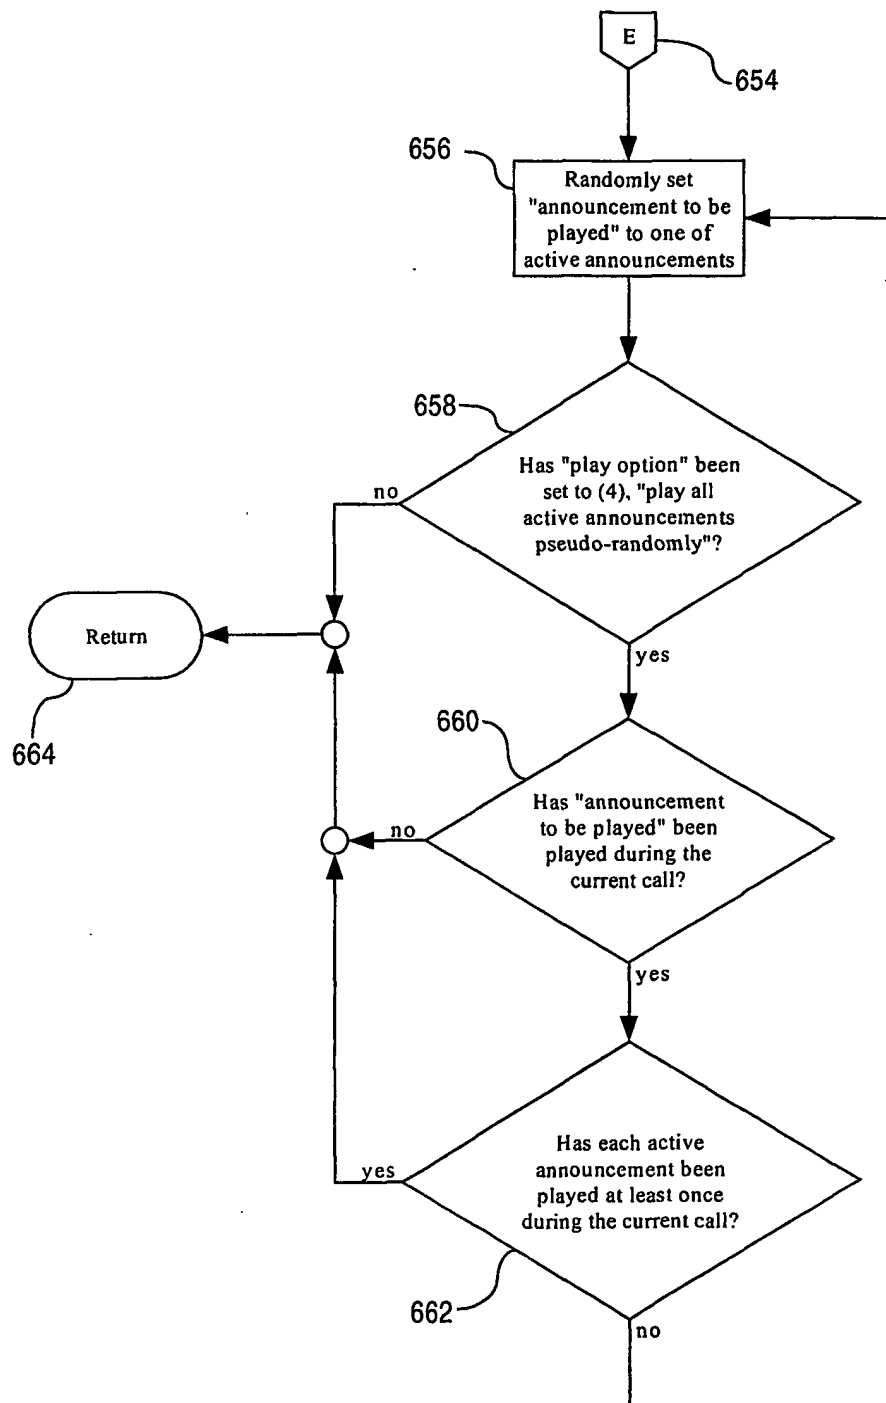 E
654
656
Randomly set
"announcement to be
played" to one of
active announcements
658
Has "play option" been
set to (4), "play all
active announcements
pseudo-randomly"?
no
Return
yes
664
660
Has "announcement
to be played" been
played during the
current call?
no
yes
Has each active
announcement been
played at least once
during the current call?
yes
662
no